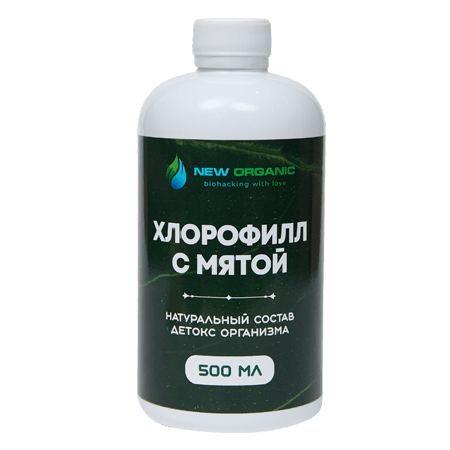 NEW ORGANIC
biohacking with love
ХЛОРОФИЛЛ
С МЯТОЙ
НАТУРАЛЬНЫЙ СОСТАВ
ДЕТОКС ОРГАНИЗМА
500 МЛ